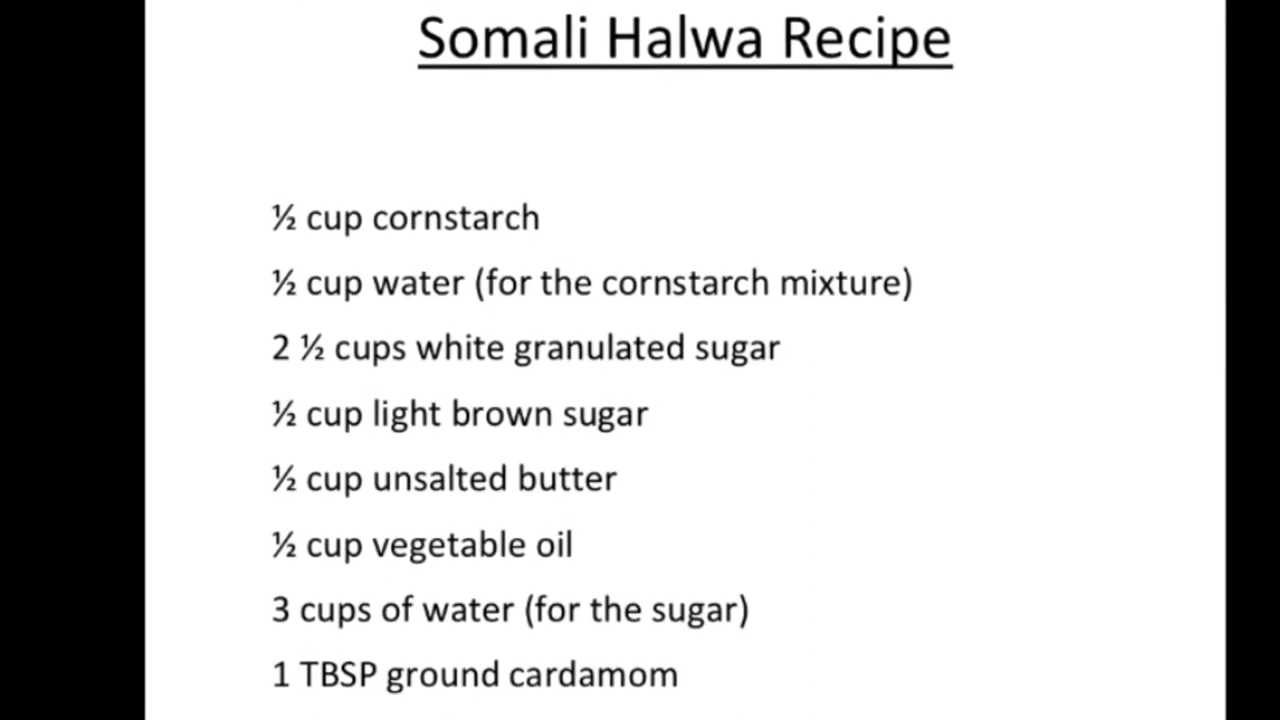 Somali Halwa Recipe
½ cup cornstarch
½ cup water (for the cornstarch mixture)
2 ½ cups white granulated sugar
½ cup light brown sugar
½ cup unsalted butter
½ cup vegetable oil
3 cups of water (for the sugar)
1 TBSP ground cardamom